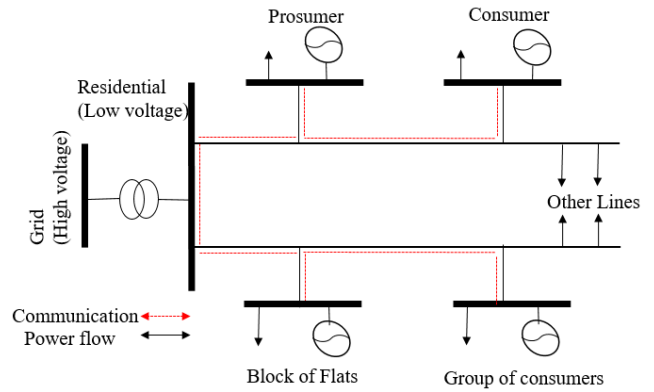 Prosumer
Consumer
Residential
(Low voltage)
Grid
(High voltage)
Other Lines
Communication
Power flow
Block of Flats
Group of consumers